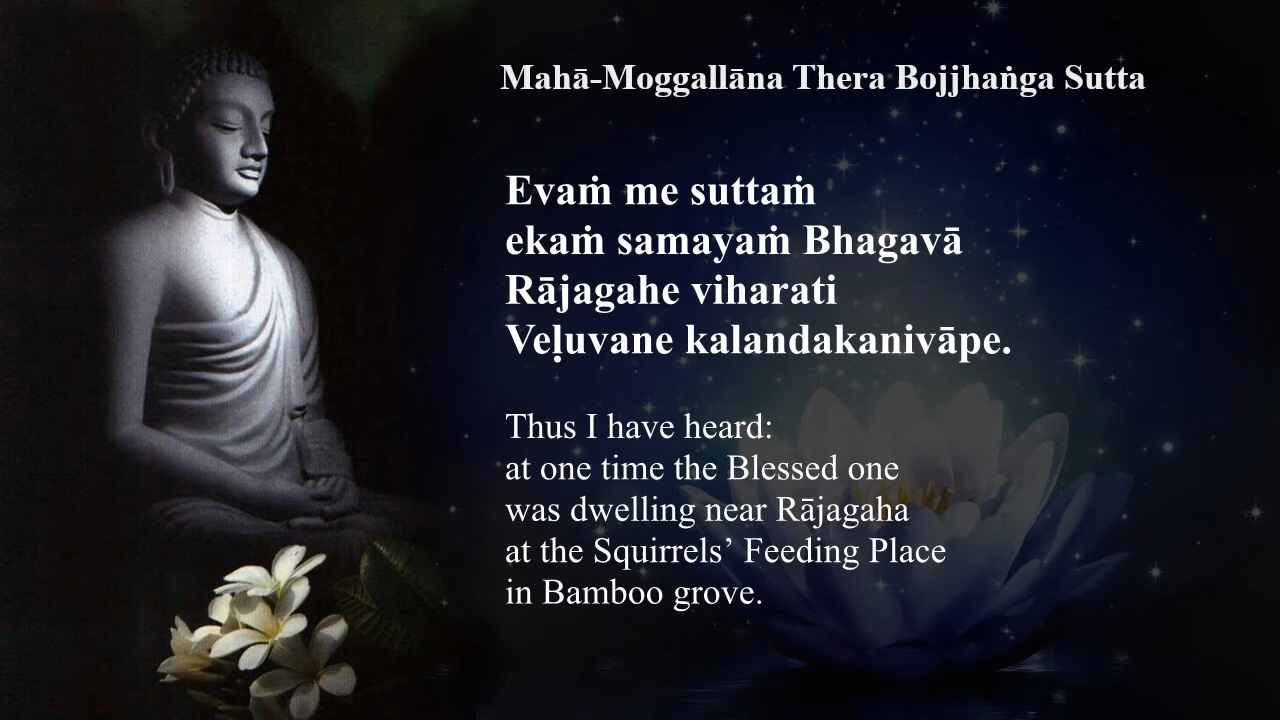 Mahā-Moggallāna Thera Bojjhaṅga Sutta
Evaṁ me suttaṁ
ekaṁ samayaṁ Bhagavā
Rājagahe viharati
Veḷuvane kalandakanivāpe.
Thus I have heard:
at one time the Blessed one
was dwelling near Rājagaha
at the Squirrels’ Feeding Place
in Bamboo grove.